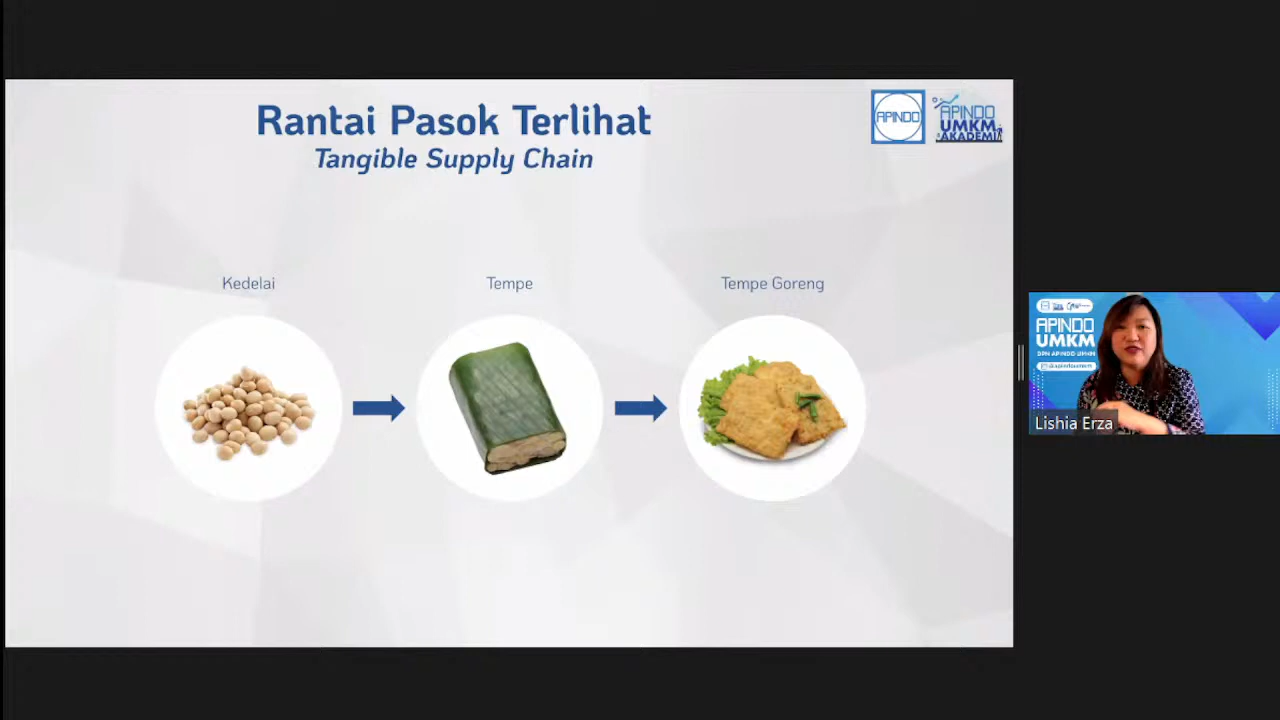 Rantai Pasok Terlihat
Tangible Supply Chain
APINDO
APINDO
UMKM
AKADEMI
Kedelai
Tempe
Tempe Goreng
APINDO
UMKM
DPN APINDO UMKM
@apindoumkm
Lishia Erza